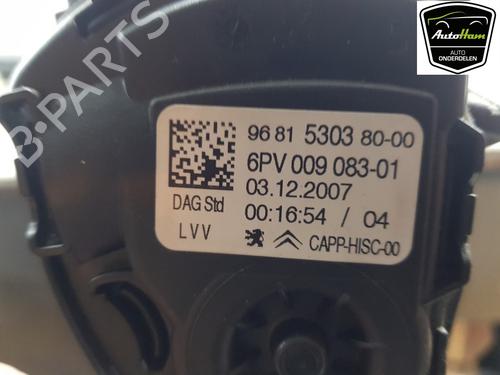 AutoHam
AUTO
ONDERDELEN
B-PARTS
96 81 5303 80-00
6PV 009 083-01
03.12.2007
DAG Std
00:16:54 / 04
LVV
CAPP-HISC-00